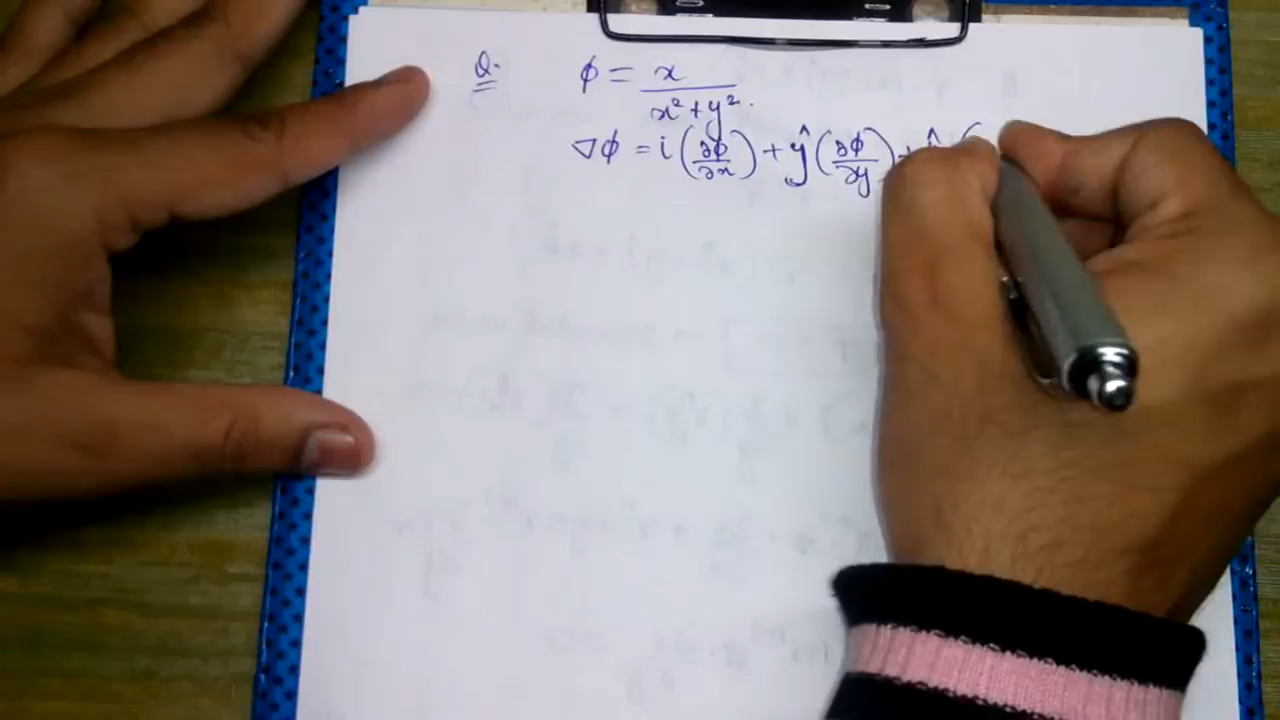 Q. ϕ = x / x² + y².
∇ϕ = i (∂ϕ/∂x) + ŷ (∂ϕ/∂y) + (